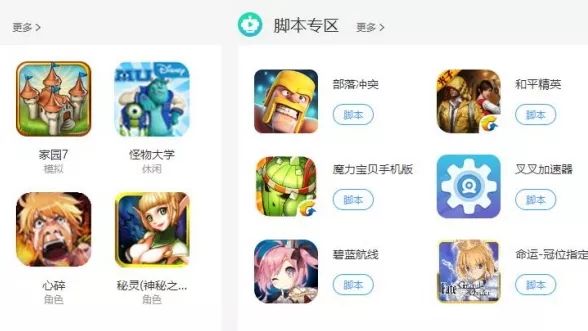 更多 >
家园7
怪物大学
模拟
休闲
心碎
秘灵(神秘之...
角色
角色
脚本专区
更多 >
部落冲突
脚本
和平精英
脚本
魔力宝贝手机版
脚本
叉叉加速器
脚本
碧蓝航线
脚本
命运-冠位指定
脚本
DISNEY
Fate